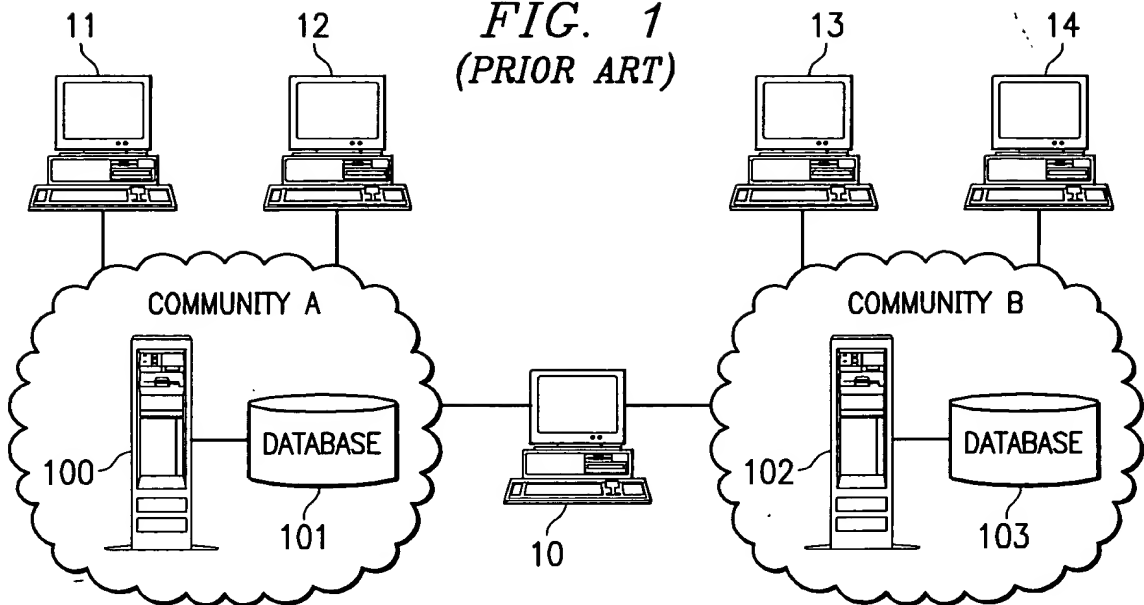 FIG. 1
(PRIOR ART)
11
12
13
14
COMMUNITY A
COMMUNITY B
100
DATABASE
101
10
102
DATABASE
103